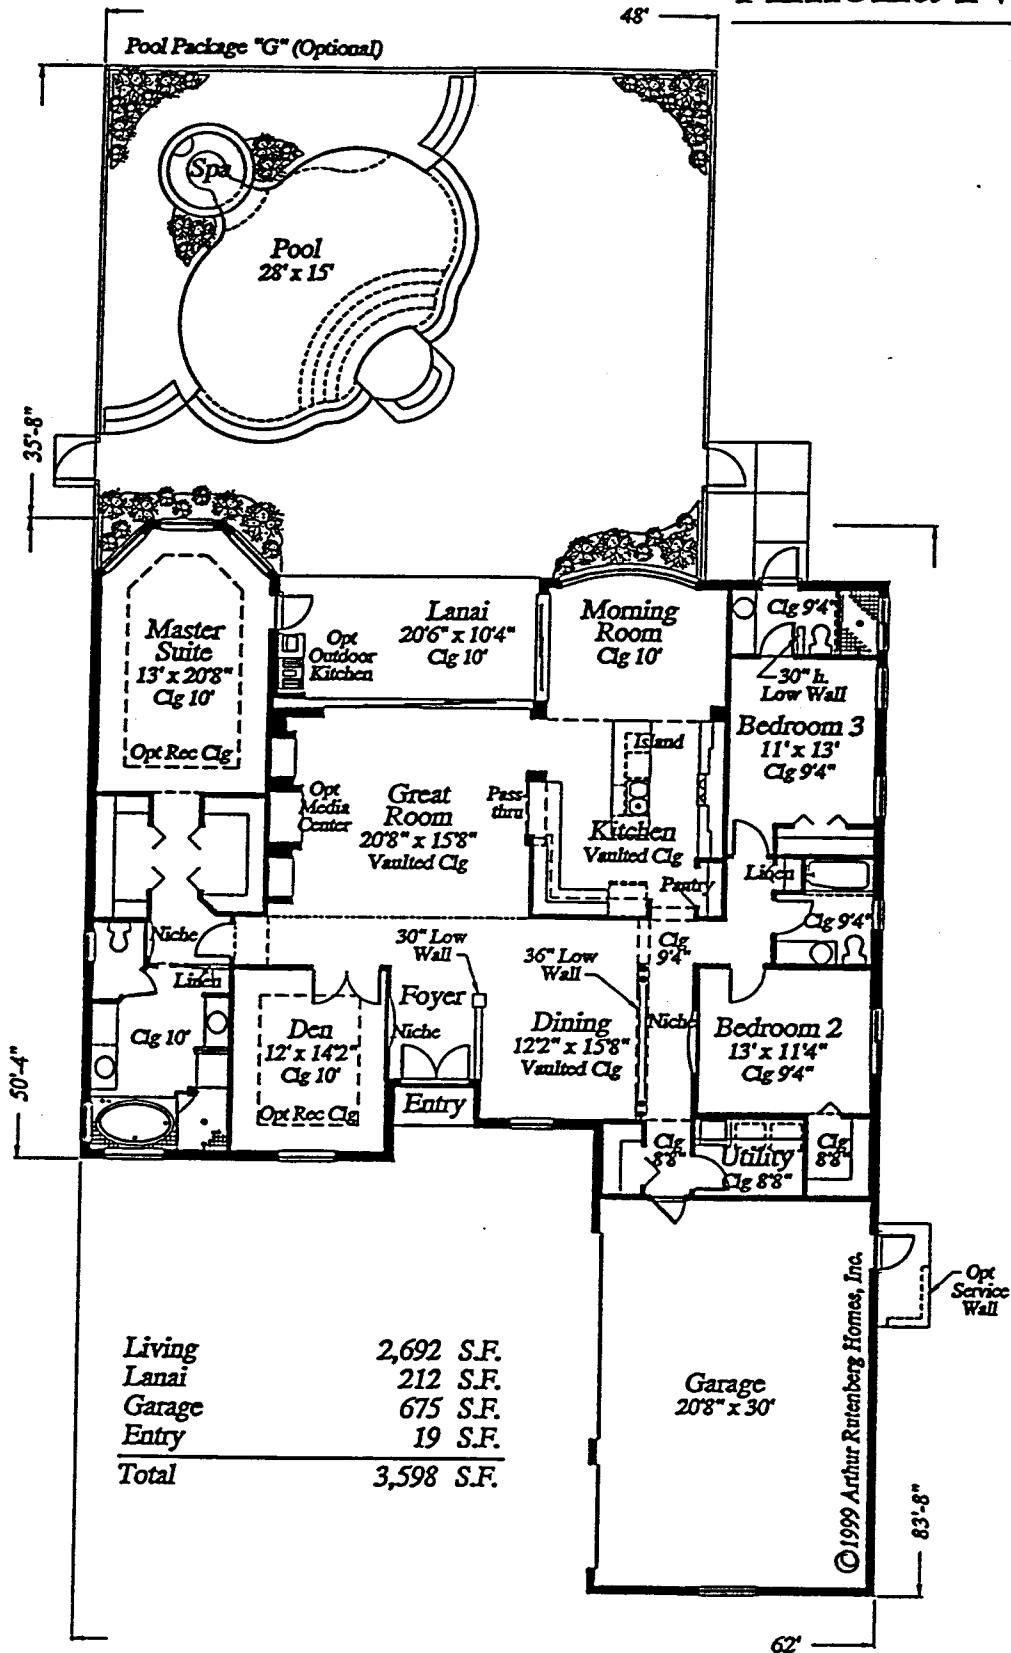 48'
Pool Package "G" (Optional)
Spa
Pool
28' x 15'
35'-8"
Master
Suite
13' x 20'8"
Clg 10'
Opt Rec Clg
Opt
Outdoor
Kitchen
Lanai
20'6" x 10'4"
Clg 10'
Morning
Room
Clg 10'
Clg 9'4"
30" h.
Low Wall
Bedroom 3
11' x 13'
Clg 9'4"
Island
Opt
Media
Center
Great
Room
20'8" x 15'8"
Vaulted Clg
Pass-
thru
Kitchen
Vaulted Clg
Pantry
Linen
Clg 9'4"
Niche
Linen
30" Low
Wall
36" Low
Wall
Clg
9'4"
Foyer
Niche
Clg 10'
Den
12' x 14'2"
Clg 10'
Opt Rec Clg
Dining
12'2" x 15'8"
Vaulted Clg
Niche
Bedroom 2
13' x 11'4"
Clg 9'4"
50'-4"
Entry
Clg
8'8"
Utility
Clg 8'8"
Clg
8'8"
Opt
Service
Wall
Living 2,692 S.F.
Lanai 212 S.F.
Garage 675 S.F.
Entry 19 S.F.
Total 3,598 S.F.
Garage
20'8" x 30'
©1999 Arthur Rutenberg Homes, Inc.
83'-8"
62'